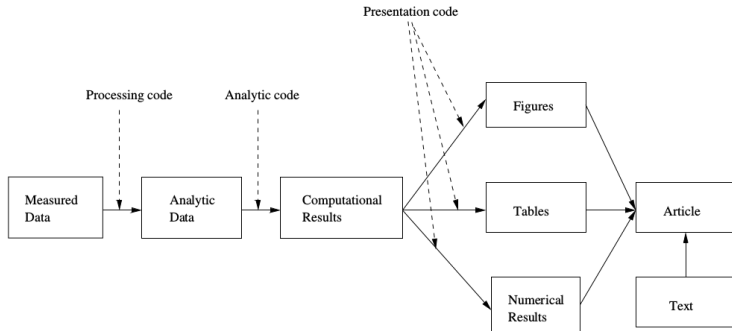 Presentation code
Processing code
Analytic code
Figures
Measured
Data
Analytic
Data
Computational
Results
Tables
Article
Numerical
Results
Text